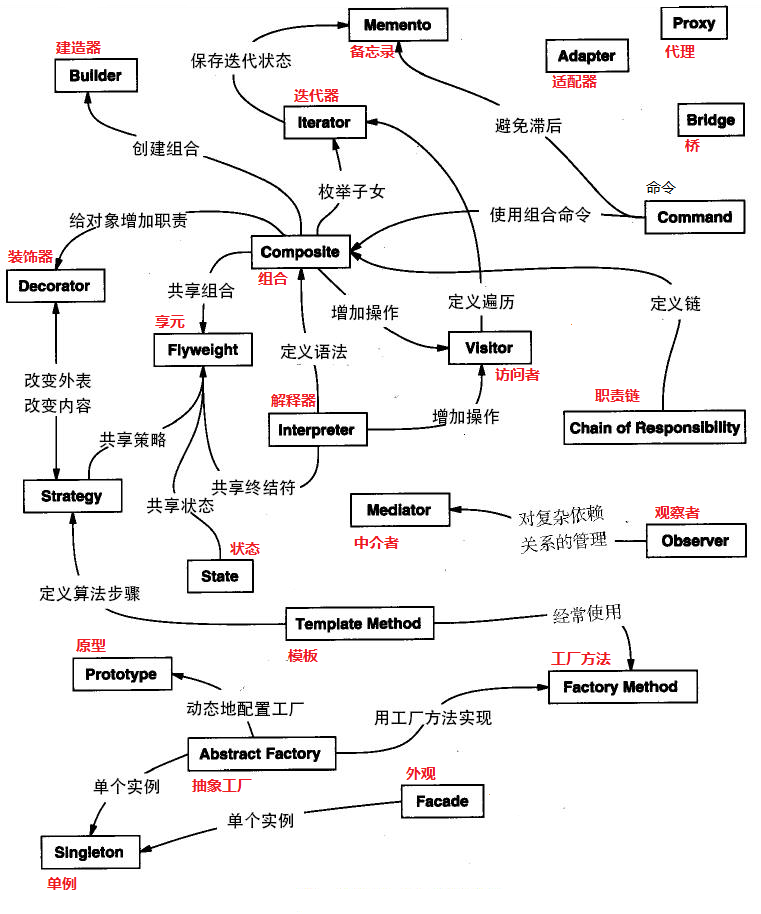 Memento
备忘录
Proxy
代理
建造器
Builder
保存迭代状态
Adapter
适配器
迭代器
Iterator
避免滞后
Bridge
桥
创建组合
枚举子女
命令
Command
给对象增加职责
使用组合命令
装饰器
Decorator
Composite
组合
共享组合
增加操作
定义遍历
定义链
享元
Flyweight
定义语法
Visitor
访问者
改变外表
改变内容
解释器
Interpreter
增加操作
职责链
Chain of Responsibility
共享策略
Strategy
共享终结符
共享状态
Mediator
中介者
对复杂依赖
关系的管理
观察者
Observer
状态
State
定义算法步骤
Template Method
模板
经常使用
原型
Prototype
工厂方法
Factory Method
动态地配置工厂
用工厂方法实现
Abstract Factory
抽象工厂
单个实例
外观
Facade
单个实例
Singleton
单例